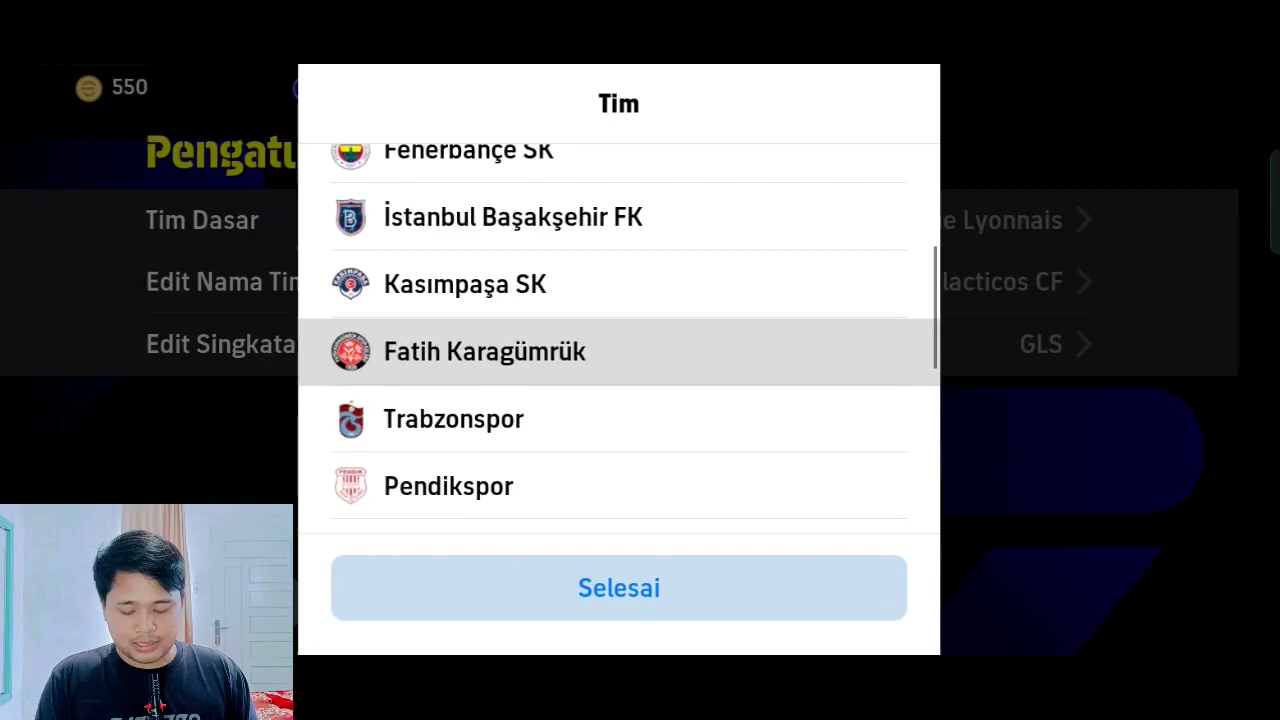 550
Tim
Pengatu
Fenerbahçe SK
Tim Dasar
İstanbul Başakşehir FK
e Lyonnais
Edit Nama Tim
Kasımpaşa SK
lacticos CF
Edit Singkata
Fatih Karagümrük
GLS
Trabzonspor
Pendikspor
Selesai